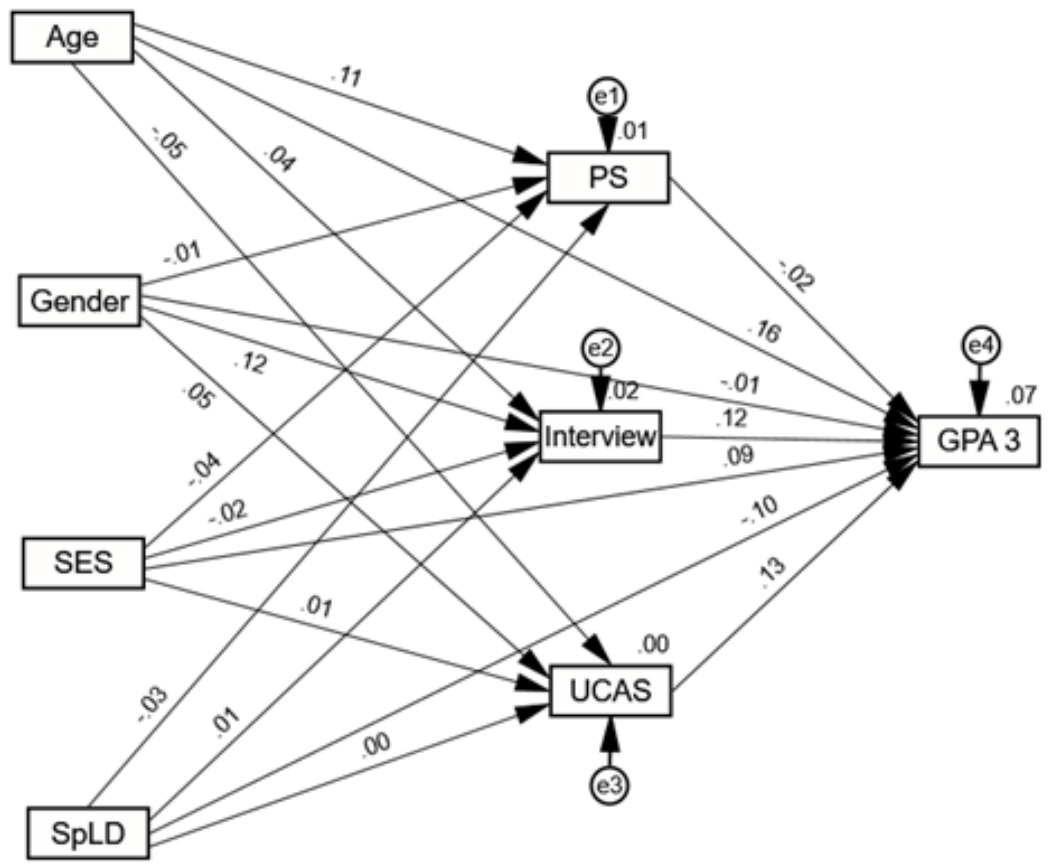 Age
.11
e1
.01
-.05
.04
PS
-.01
Gender
-.02
.16
e2
e4
.12
.02
-.01
.07
.05
.12
Interview
GPA 3
.09
-.04
-.02
-.10
SES
.13
.01
.00
UCAS
-.03
.01
.00
e3
SpLD